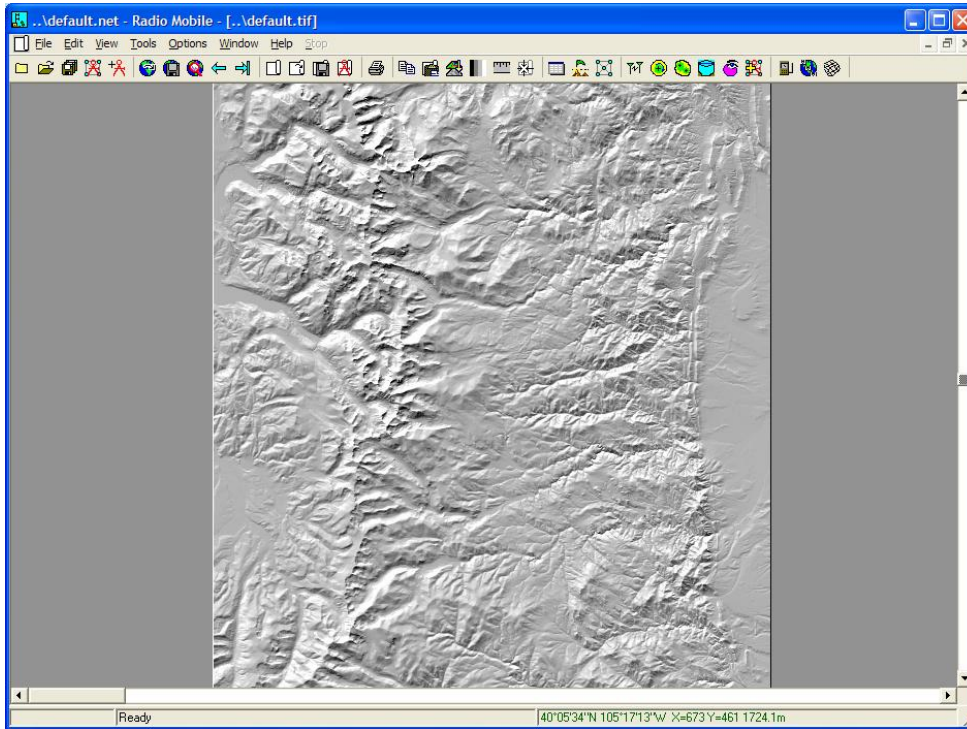 ..\default.net - Radio Mobile - [..\default.tif]
File Edit View Tools Options Window Help Stop
Ready
40°05'34"N 105°17'13"W X=673 Y=461 1724.1m